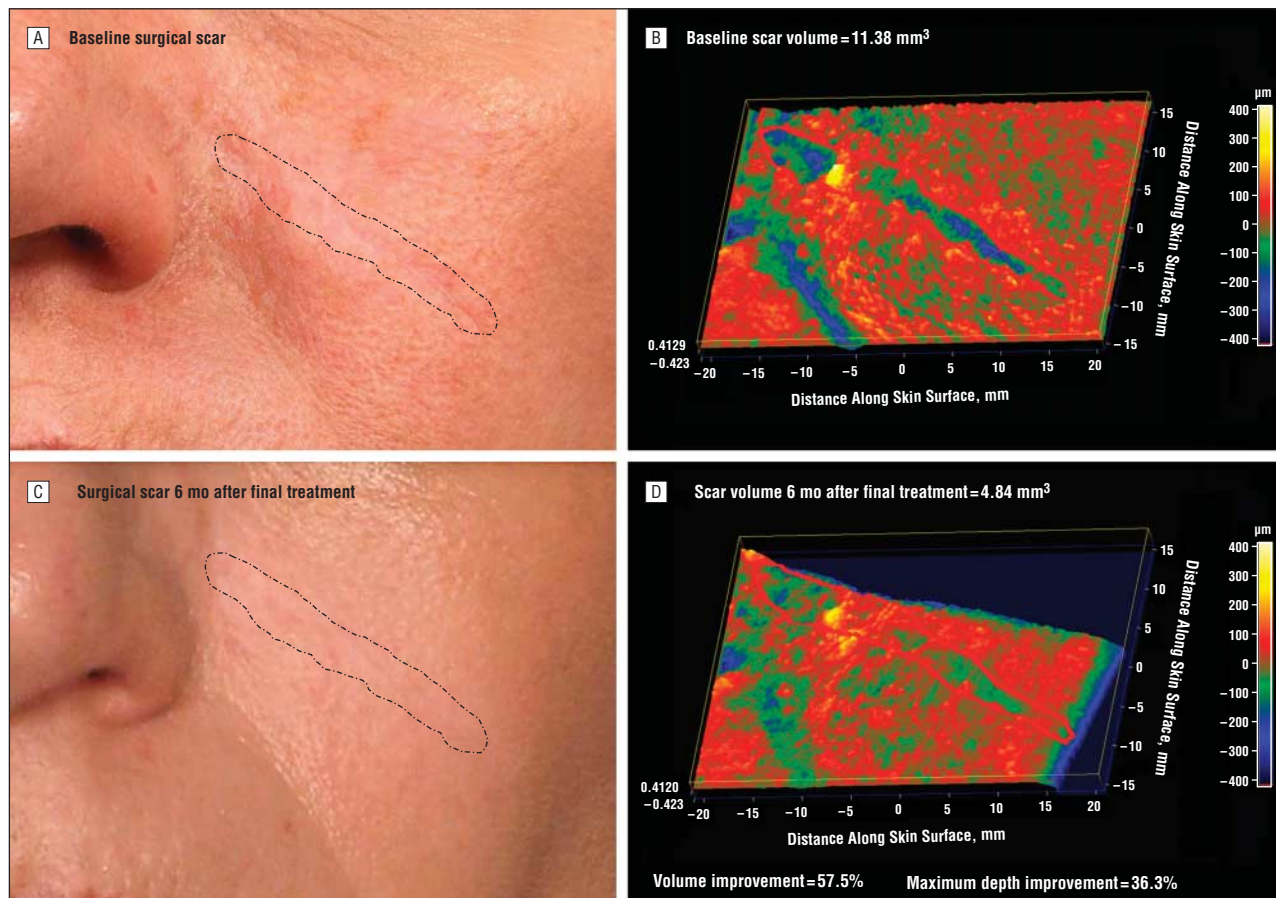 A Baseline surgical scar
B Baseline scar volume = 11.38 mm³
µm
400
300
200
100
0
−100
−200
−300
−400
15
10
5
0
−5
−10
−15
Distance Along Skin Surface, mm
0.4129
−0.423
−20 −15 −10 −5 0 5 10 15 20
Distance Along Skin Surface, mm
C Surgical scar 6 mo after final treatment
D Scar volume 6 mo after final treatment = 4.84 mm³
µm
400
300
200
100
0
−100
−200
−300
−400
15
10
5
0
−5
−10
−15
Distance Along Skin Surface, mm
0.4120
−0.423
−20 −15 −10 −5 0 5 10 15 20
Distance Along Skin Surface, mm
Volume improvement = 57.5% Maximum depth improvement = 36.3%